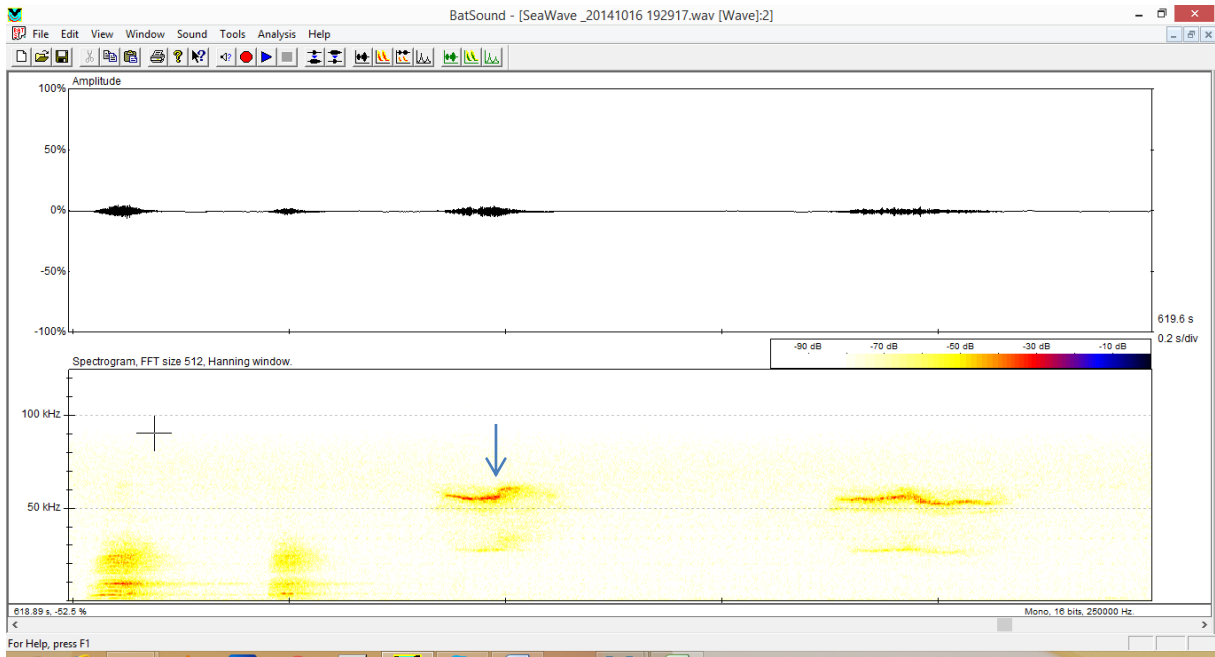 BatSound - [SeaWave _20141016 192917.wav [Wave]:2]
File Edit View Window Sound Tools Analysis Help
Amplitude
100%
50%
0%
-50%
-100%
619.6 s
0.2 s/div
Spectrogram, FFT size 512, Hanning window.
-90 dB -70 dB -50 dB -30 dB -10 dB
100 kHz
50 kHz
618.89 s, -52.5 %
Mono, 16 bits, 250000 Hz.
For Help, press F1